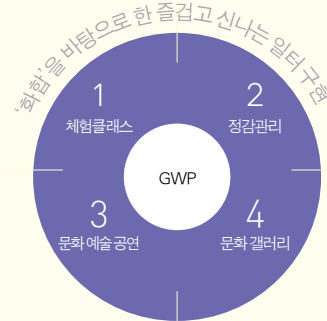 '화합'을 바탕으로 한 즐겁고 신나는 일터 구현
1
체험클래스
2
정감관리
GWP
3
문화 예술 공연
4
문화 갤러리